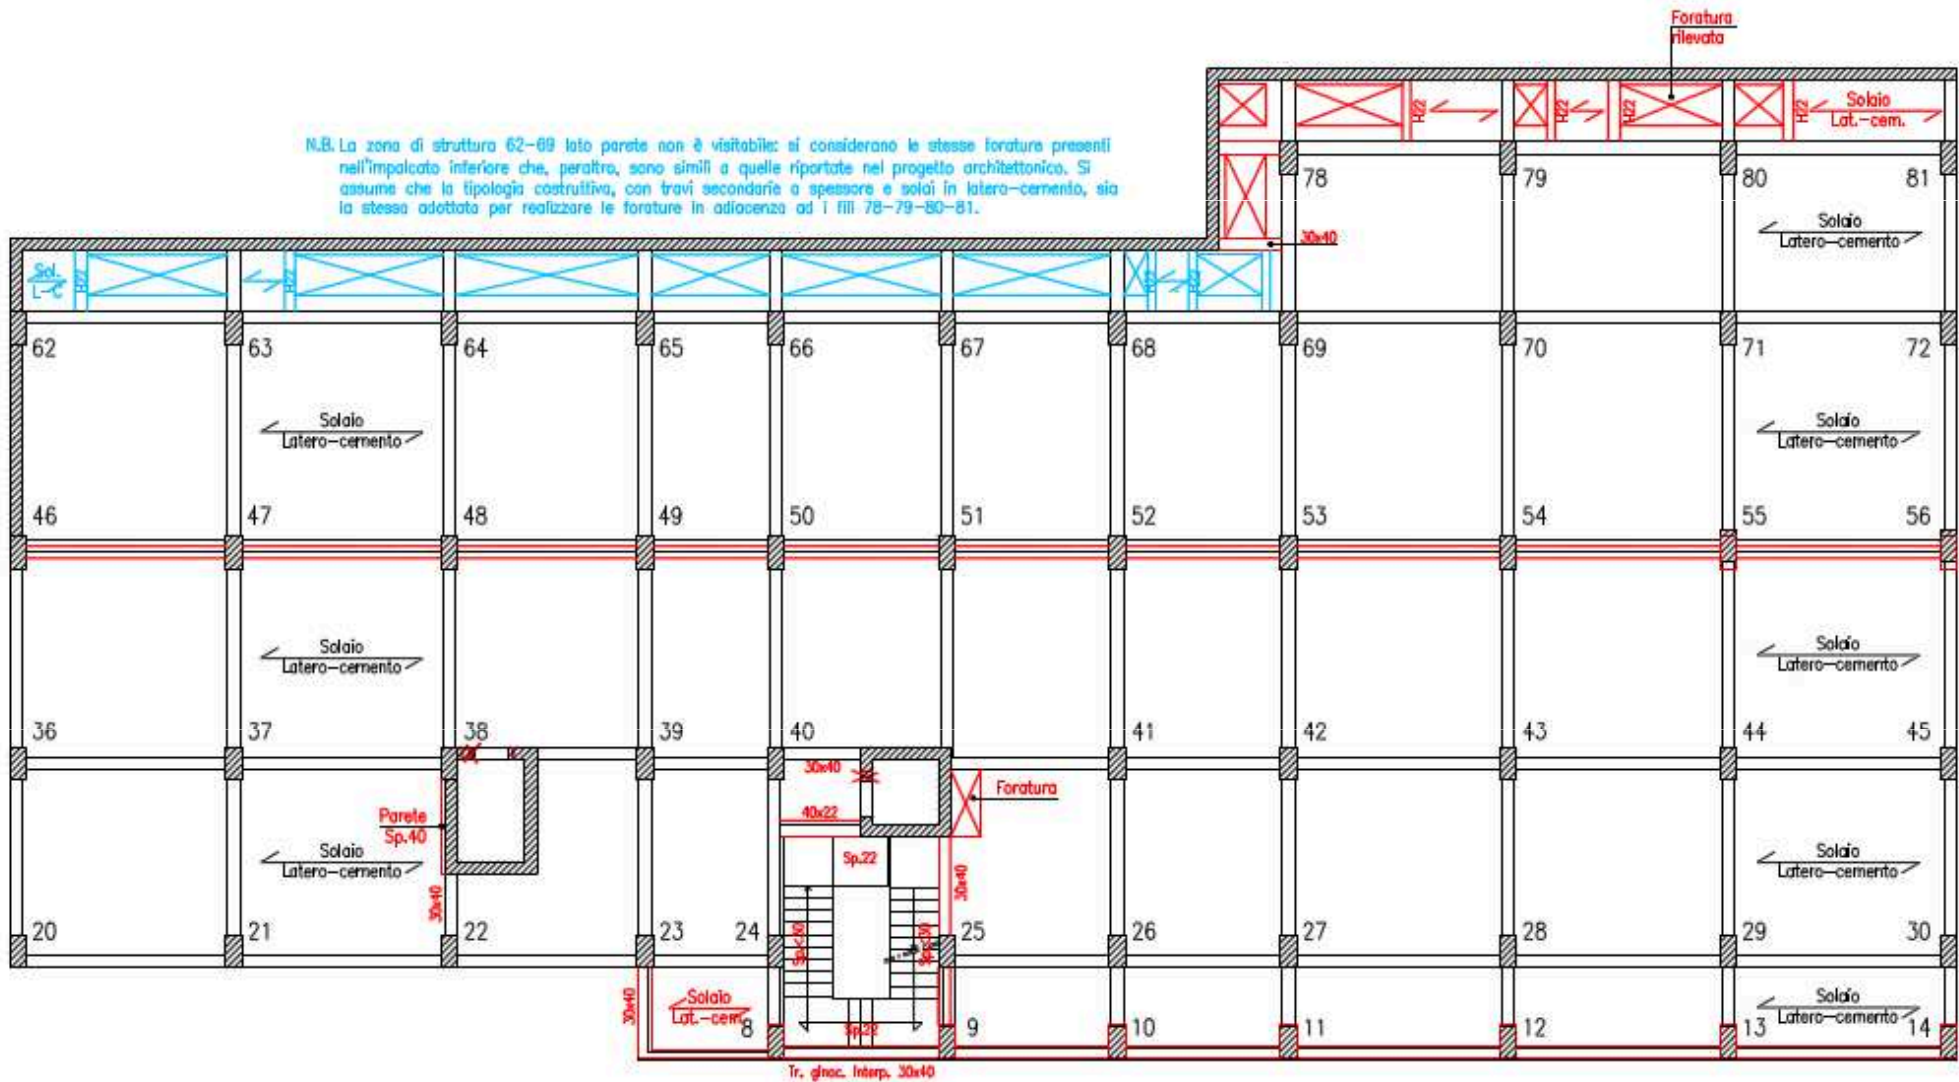 Foratura
rilevata
H22
H22
H22
H22
Solaio
Lat.-cem.
N.B. La zona di struttura 62-69 lato parete non è visitabile: si considerano le stesse forature presenti
nell'impalcato inferiore che, peraltro, sono simili a quelle riportate nel progetto architettonico. Si
assume che la tipologia costruttiva, con travi secondarie a spessore e solai in latero-cemento, sia
la stessa adottata per realizzare le forature in adiacenza ad i fili 78-79-80-81.
78
79
80
81
Solaio
Latero-cemento
30x40
Sol.
L-C
H22
H22
H22
H22
62
63
64
65
66
67
68
69
70
71
72
Solaio
Latero-cemento
Solaio
Latero-cemento
46
47
48
49
50
51
52
53
54
55
56
Solaio
Latero-cemento
Solaio
Latero-cemento
36
37
38
39
40
41
42
43
44
45
30x40
Foratura
Parete
Sp.40
40x22
Solaio
Latero-cemento
Sp.22
Solaio
Latero-cemento
30x40
30x40
20
21
22
23
24
25
26
27
28
29
30
30x40
Solaio
Lat.-cem.
Solaio
Latero-cemento
8
Sp.22
9
10
11
12
13
14
Tr. ginoc. Interp. 30x40